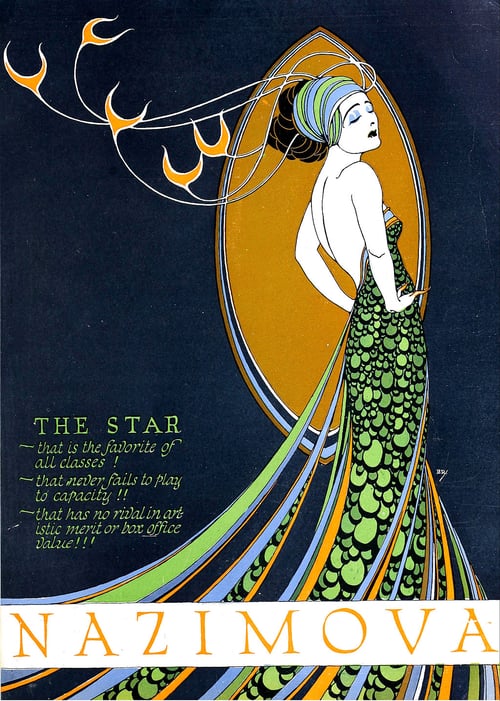 THE STAR
—that is the favorite of
all classes !
—that never fails to play
to capacity !!
—that has no rival in art
istic merit or box office
value!!!
NAZIMOVA